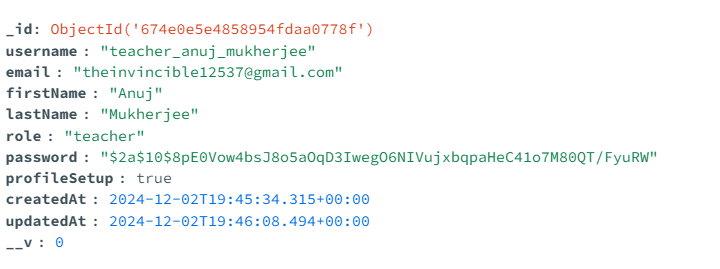 _id: ObjectId('674e0e5e4858954fdaa0778f')
username : "teacher_anuj_mukherjee"
email : "theinvincible12537@gmail.com"
firstName : "Anuj"
lastName : "Mukherjee"
role : "teacher"
password : "$2a$10$8pE0Vow4bsJ8o5aOqD3IwegO6NIVujxbqpaHeC41o7M80QT/FyuRW"
profileSetup : true
createdAt : 2024-12-02T19:45:34.315+00:00
updatedAt : 2024-12-02T19:46:08.494+00:00
__v : 0